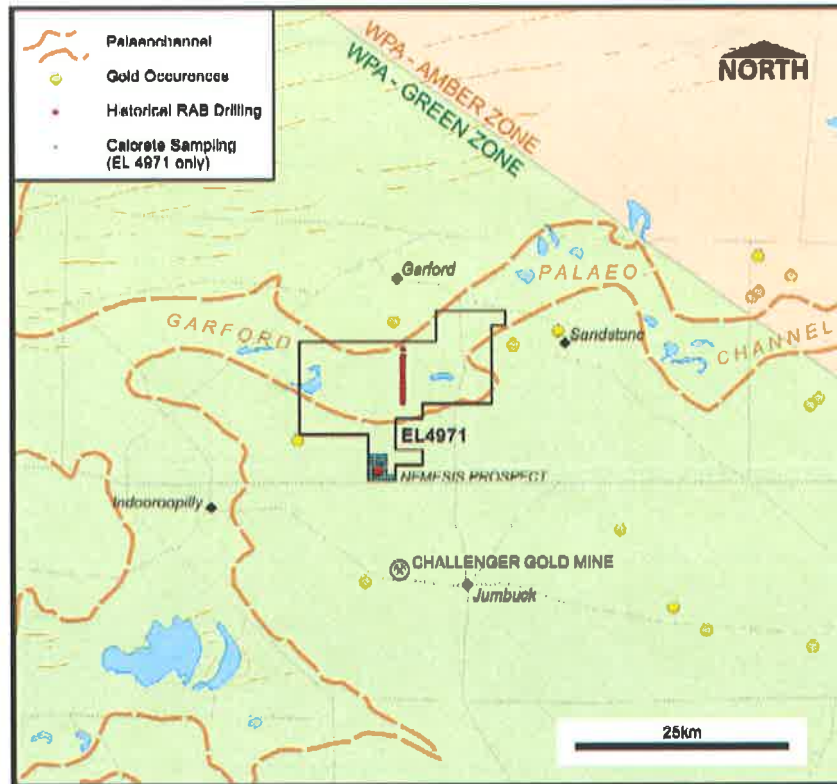 Palaeochannel
Gold Occurences
Historical RAB Drilling
Calcrete Sampling
(EL 4971 only)
WPA - AMBER ZONE
WPA - GREEN ZONE
NORTH
Garford
PALAEO
GARFORD
Sandstone
CHANNEL
EL4971
NEMESIS PROSPECT
Indooroopilly
CHALLENGER GOLD MINE
Jumbuck
25km